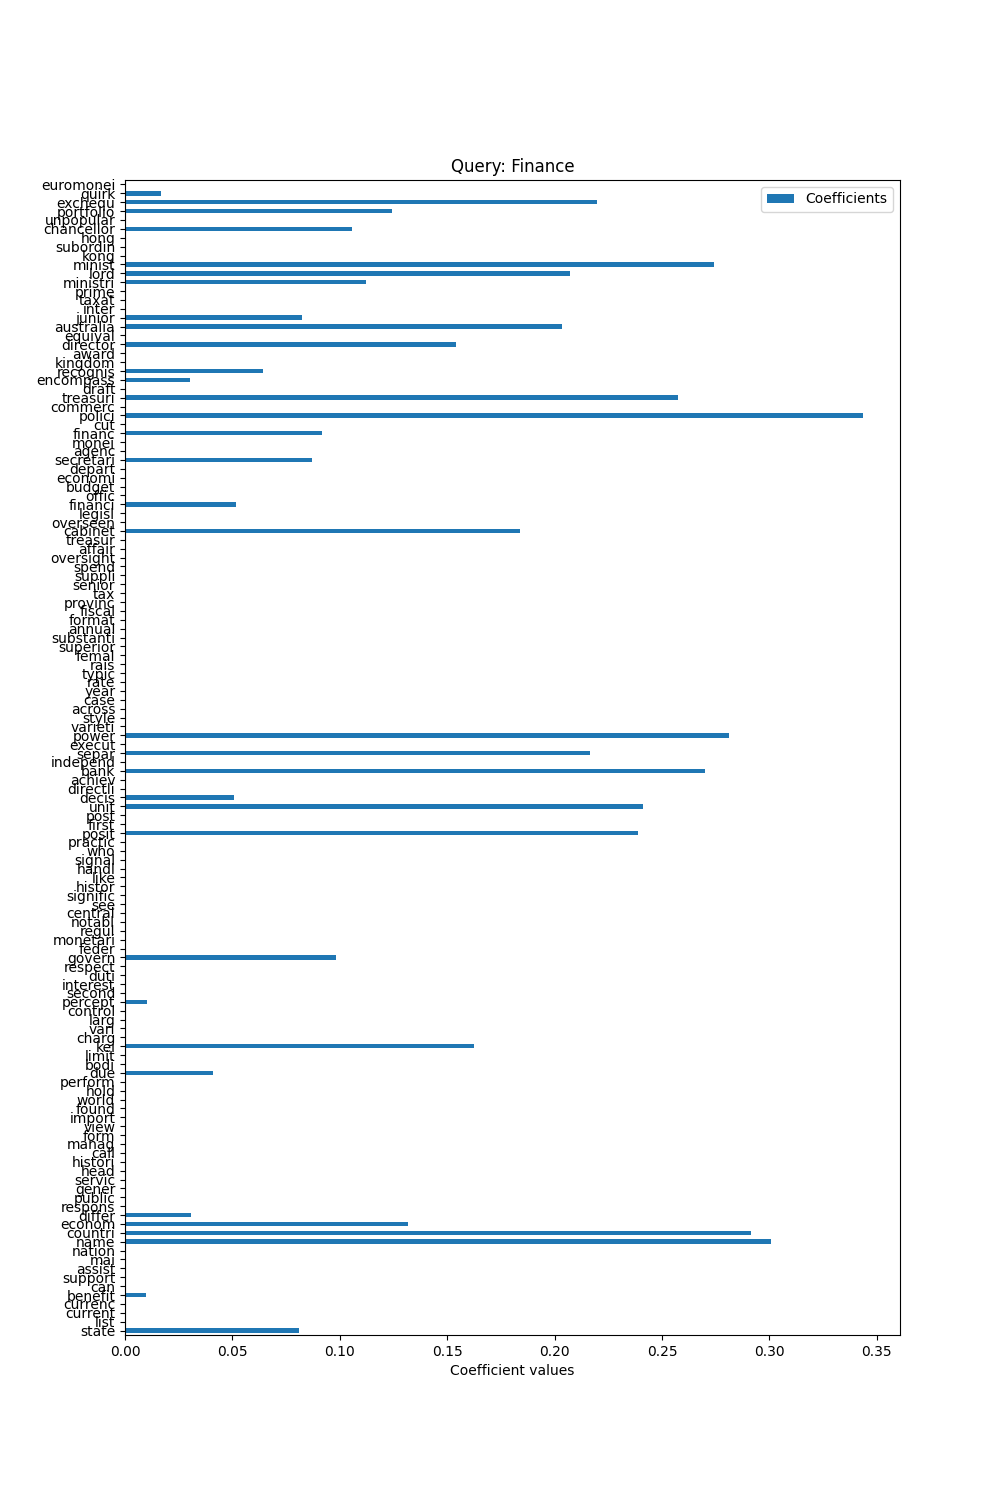 Query: Finance
Coefficients
euromonei
quirk
exchequ
portfolio
unpopular
chancellor
hong
subordin
kong
minist
lord
ministri
prime
taxat
inter
junior
australia
equival
director
award
kingdom
recognis
encompass
draft
treasuri
commerc
polici
cut
financ
monei
agenc
secretari
depart
economi
budget
offic
financi
legisl
overseen
cabinet
treasur
affair
oversight
spend
suppli
senior
tax
provinc
fiscal
format
annual
substanti
superior
femal
rais
typic
rate
year
case
across
style
varieti
power
execut
separ
independ
bank
achiev
directli
decis
unit
post
first
posit
practic
who
signal
handl
like
histor
signific
see
central
notabl
regul
monetari
feder
govern
respect
duti
interest
second
percept
control
larg
vari
charg
kei
limit
bodi
due
perform
hold
world
found
import
view
form
manag
call
histori
head
servic
gener
public
respons
differ
econom
countri
name
nation
mai
assist
support
can
benefit
currenc
current
list
state
0.00 0.05 0.10 0.15 0.20 0.25 0.30 0.35
Coefficient values